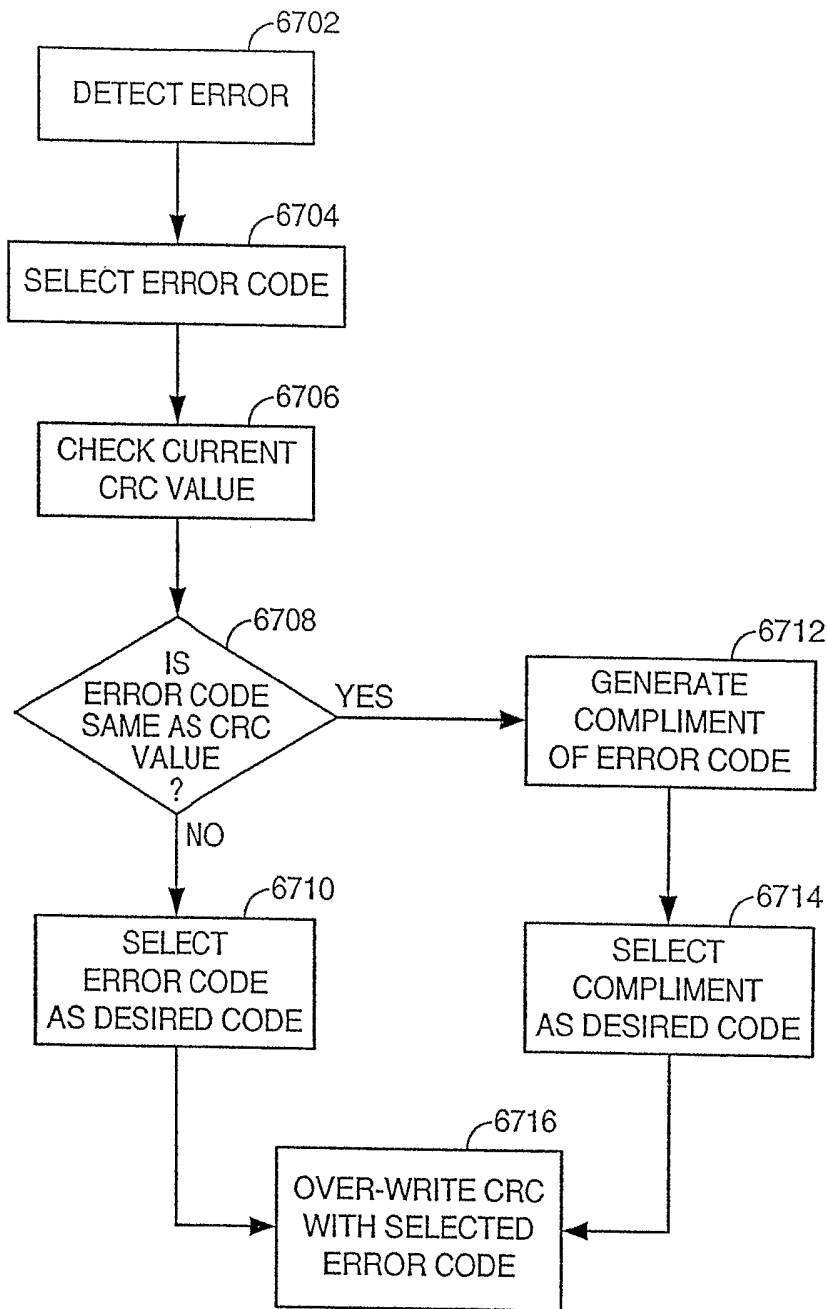 6702
DETECT ERROR
6704
SELECT ERROR CODE
6706
CHECK CURRENT
CRC VALUE
6708
IS
ERROR CODE
SAME AS CRC
VALUE
?
YES
NO
6712
GENERATE
COMPLIMENT
OF ERROR CODE
6710
SELECT
ERROR CODE
AS DESIRED CODE
6714
SELECT
COMPLIMENT
AS DESIRED CODE
6716
OVER-WRITE CRC
WITH SELECTED
ERROR CODE